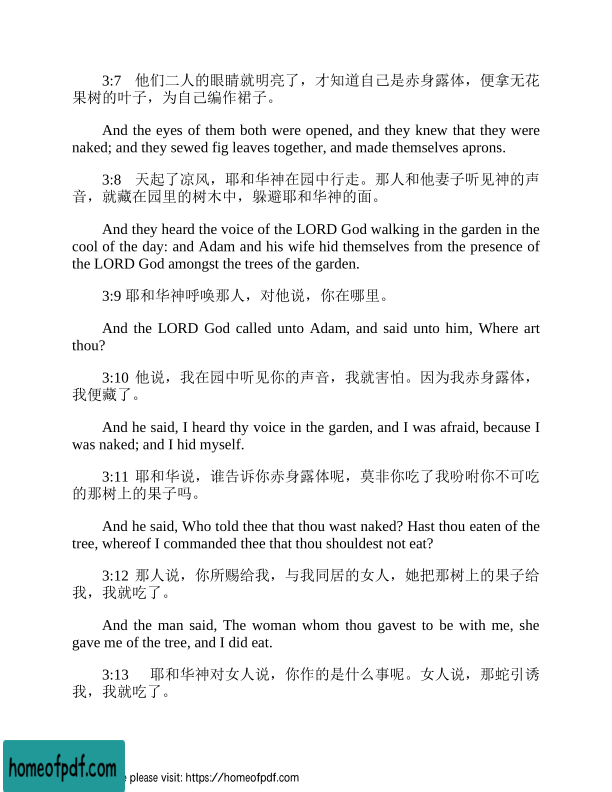 3:7 他们二人的眼睛就明亮了，才知道自己是赤身露体，便拿无花
果树的叶子，为自己编作裙子。
And the eyes of them both were opened, and they knew that they were
naked; and they sewed fig leaves together, and made themselves aprons.
3:8 天起了凉风，耶和华神在园中行走。那人和他妻子听见神的声
音，就藏在园里的树木中，躲避耶和华神的面。
And they heard the voice of the LORD God walking in the garden in the
cool of the day: and Adam and his wife hid themselves from the presence of
the LORD God amongst the trees of the garden.
3:9 耶和华神呼唤那人，对他说，你在哪里。
And the LORD God called unto Adam, and said unto him, Where art
thou?
3:10 他说，我在园中听见你的声音，我就害怕。因为我赤身露体，
我便藏了。
And he said, I heard thy voice in the garden, and I was afraid, because I
was naked; and I hid myself.
3:11 耶和华说，谁告诉你赤身露体呢，莫非你吃了我吩咐你不可吃
的那树上的果子吗。
And he said, Who told thee that thou wast naked? Hast thou eaten of the
tree, whereof I commanded thee that thou shouldest not eat?
3:12 那人说，你所赐给我，与我同居的女人，她把那树上的果子给
我，我就吃了。
And the man said, The woman whom thou gavest to be with me, she
gave me of the tree, and I did eat.
3:13 耶和华神对女人说，你作的是什么事呢。女人说，那蛇引诱
我，我就吃了。
homeofpdf.com
please visit: https://homeofpdf.com